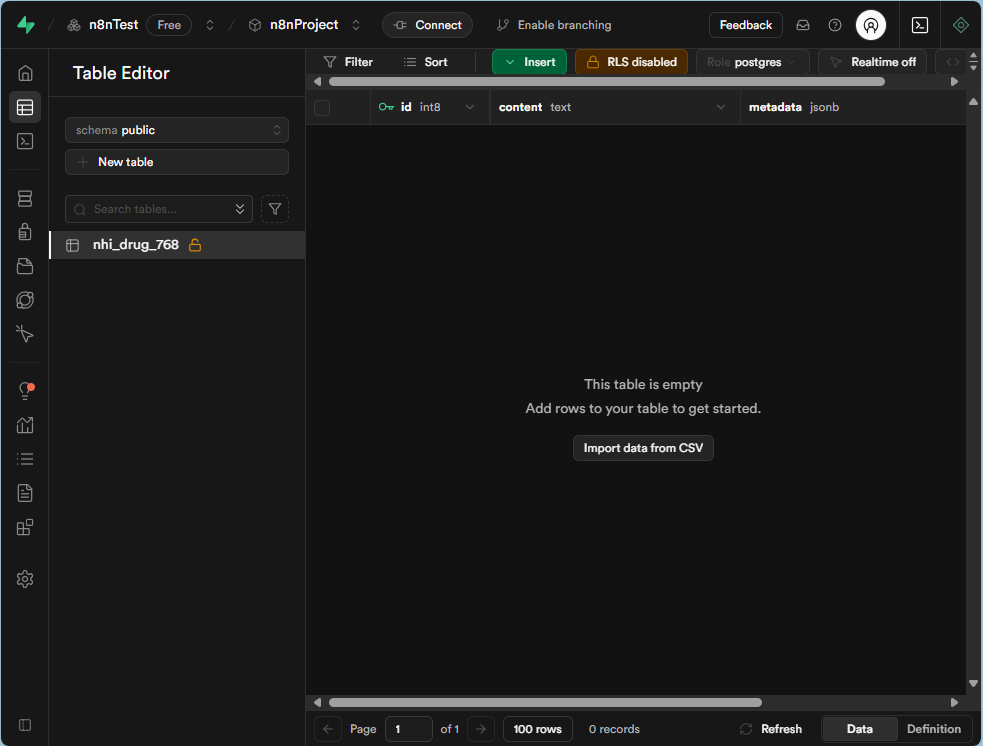 n8nTest Free n8nProject Connect Enable branching Feedback
Table Editor
Filter Sort Insert RLS disabled Role postgres Realtime off
id int8 content text metadata jsonb
schema public
New table
Search tables...
nhi_drug_768
This table is empty
Add rows to your table to get started.
Import data from CSV
Page 1 of 1 100 rows 0 records Refresh Data Definition